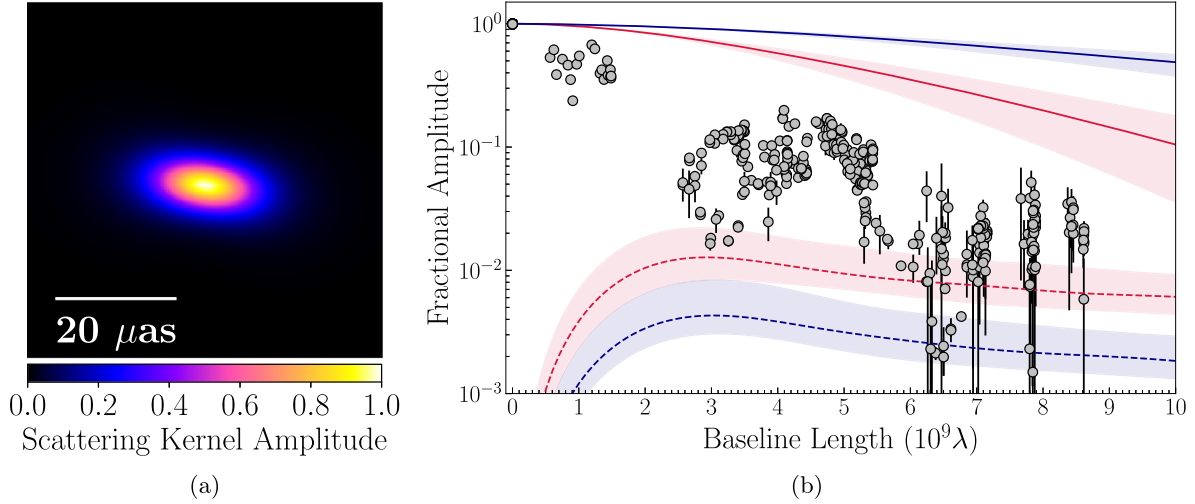 20 μas
0.0 0.2 0.4 0.6 0.8 1.0
Scattering Kernel Amplitude
(a)
Fractional Amplitude
10⁰
10⁻¹
10⁻²
10⁻³
0 1 2 3 4 5 6 7 8 9 10
Baseline Length (10⁹λ)
(b)